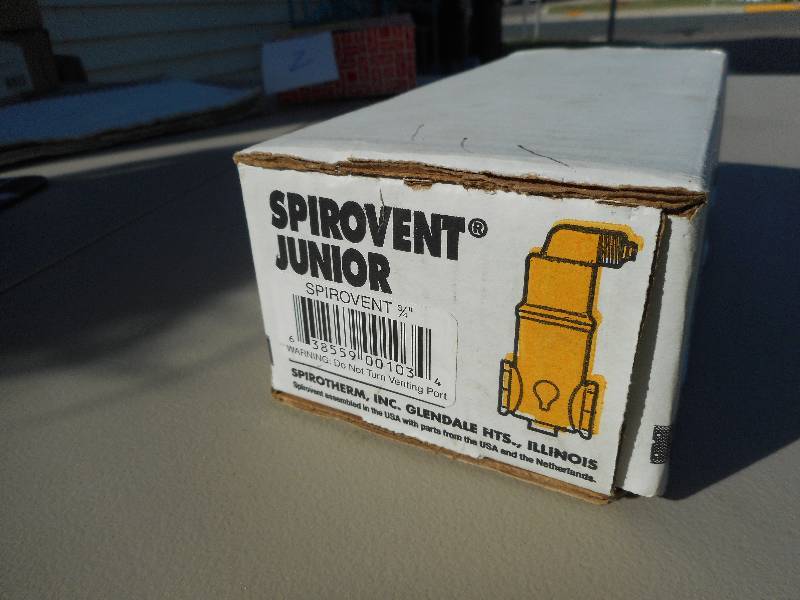 SPIROVENT®
JUNIOR
SPIROVENT ¾"
6 38559 00103 4
WARNING: Do Not Turn Venting Port
SPIROTHERM, INC. GLENDALE HTS., ILLINOIS
Spirovent assembled in the USA with parts from the USA and the Netherlands.